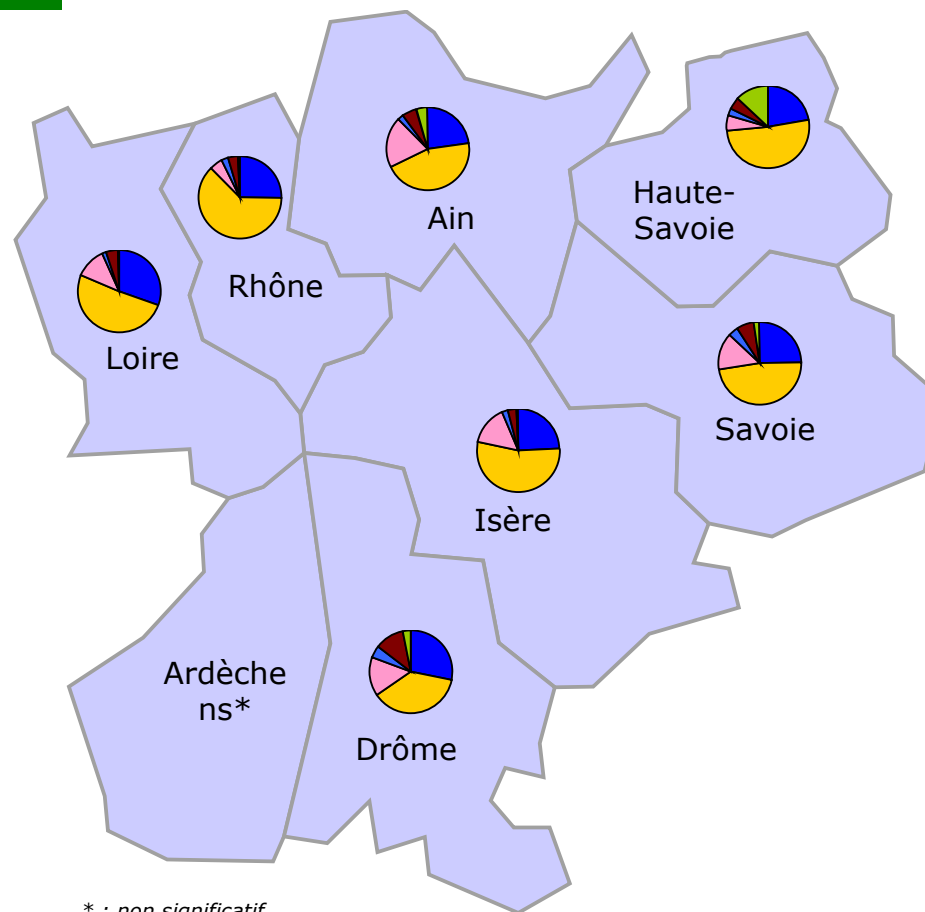 Haute-
Savoie
Ain
Rhône
Loire
Savoie
Isère
Ardèche
ns*
Drôme
* : non significatif